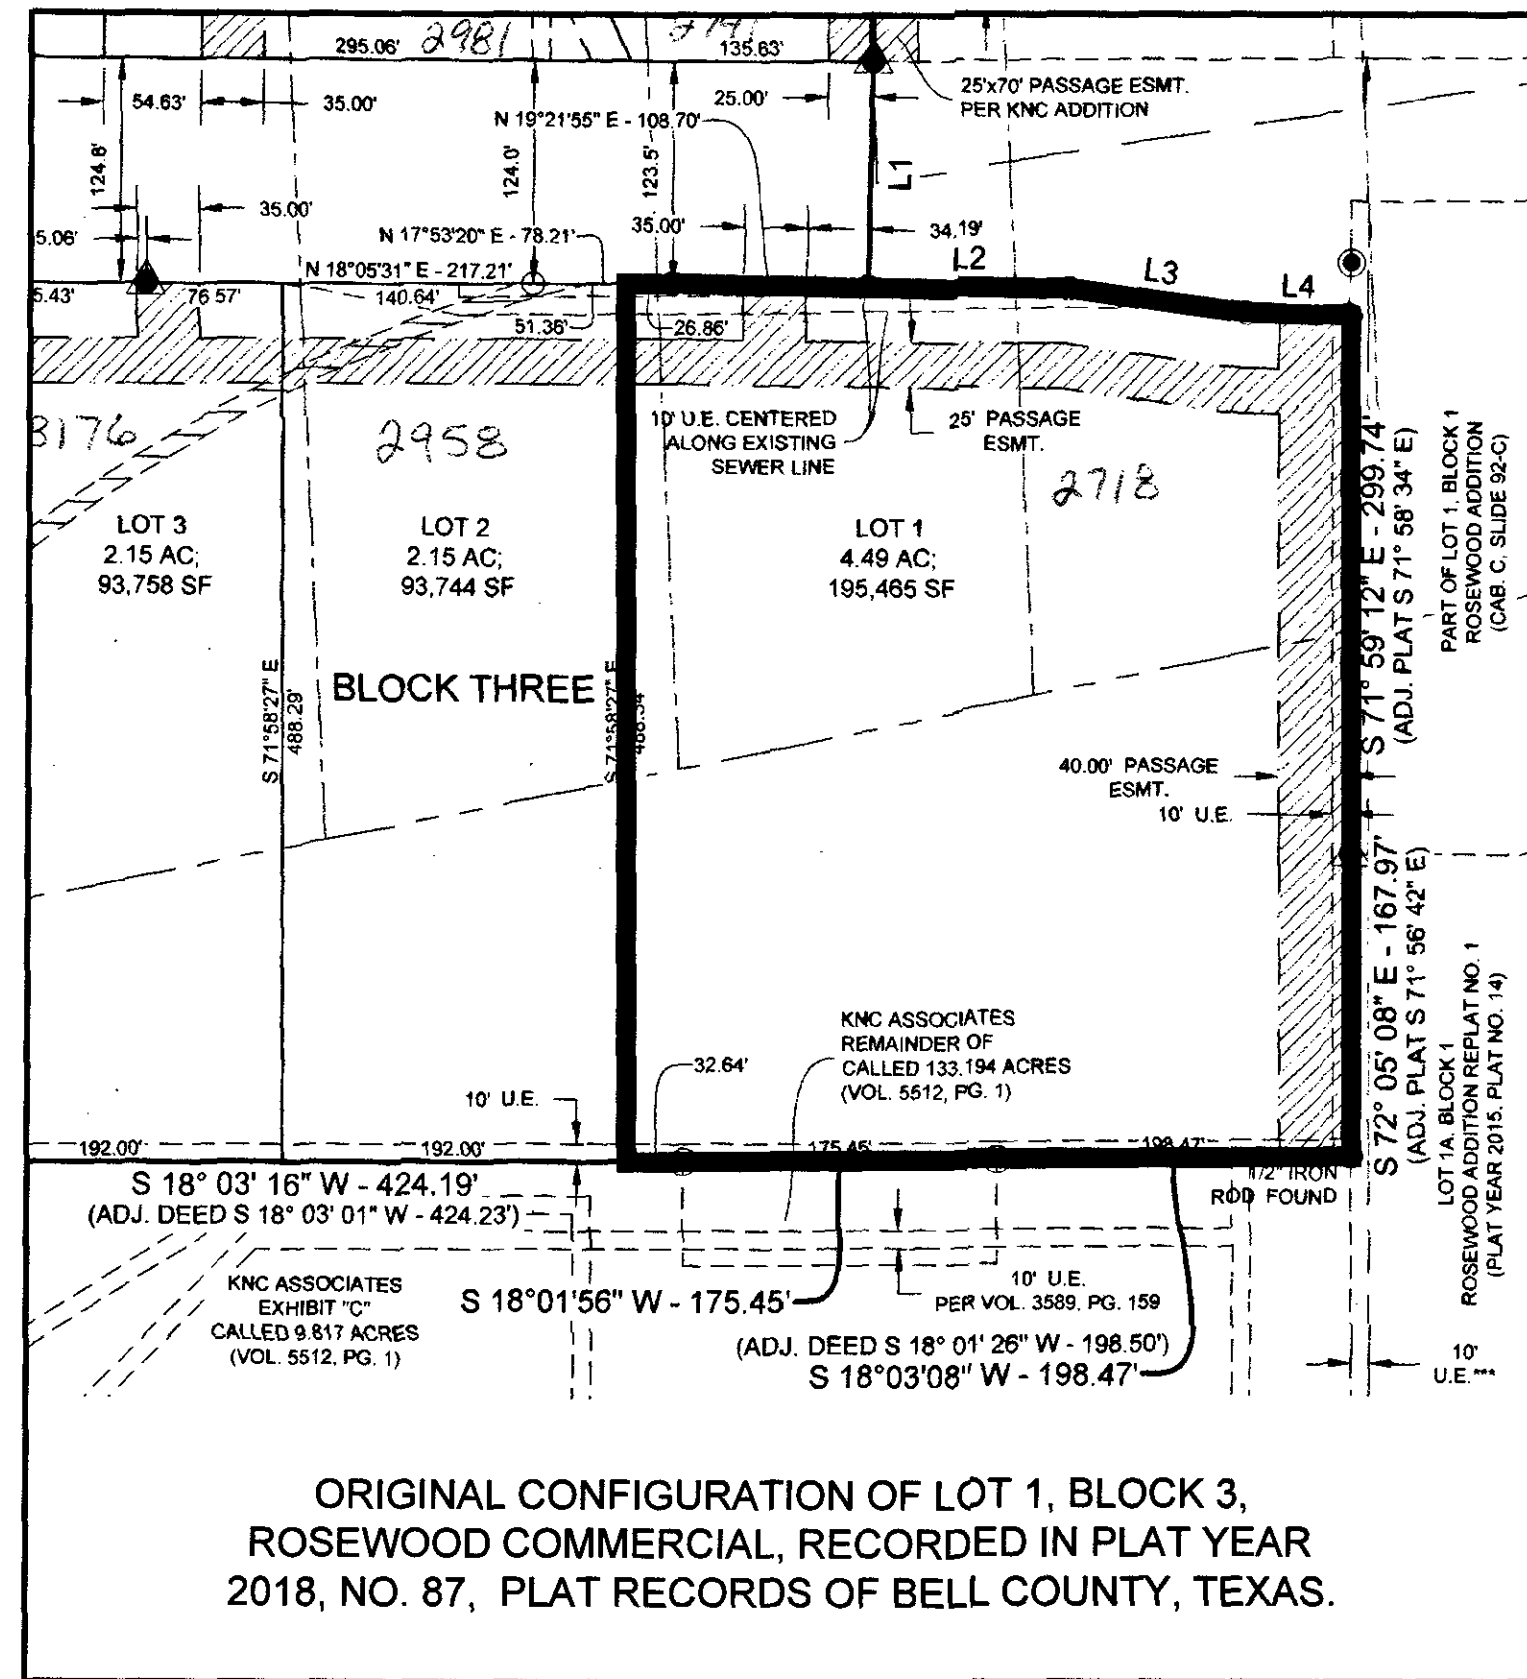 295.06'
2981
135.63'
54.63'
35.00'
25.00'
25'x70' PASSAGE ESMT.
PER KNC ADDITION
N 19°21'55" E - 108.70'
124.8'
124.0'
123.5'
L1
35.00'
5.06'
N 17°53'20" E - 78.21'
35.00'
34.19'
N 18°05'31" E - 217.21'
L2
L3
L4
5.43'
76 57'
140.64'
51.36'
26.86'
3176
2958
10' U.E. CENTERED
ALONG EXISTING
SEWER LINE
25' PASSAGE
ESMT.
2718
LOT 3
2.15 AC;
93,758 SF
LOT 2
2.15 AC;
93,744 SF
LOT 1
4.49 AC;
195,465 SF
S 71° 59' 12" E - 299.74'
(ADJ. PLAT S 71° 58' 34" E)
PART OF LOT 1, BLOCK 1
ROSEWOOD ADDITION
(CAB. C, SLIDE 92-C)
BLOCK THREE
S 71°58'27" E
488.29'
S 71°58'27" E
488.34'
40.00' PASSAGE
ESMT.
10' U.E.
S 72° 05' 08" E - 167.97'
(ADJ. PLAT S 71° 56' 42" E)
LOT 1A, BLOCK 1
ROSEWOOD ADDITION REPLAT NO. 1
(PLAT YEAR 2015, PLAT NO. 14)
KNC ASSOCIATES
REMAINDER OF
CALLED 133.194 ACRES
(VOL. 5512, PG. 1)
32.64'
10' U.E.
192.00'
192.00'
175.45'
198.47'
1/2" IRON
ROD FOUND
S 18° 03' 16" W - 424.19'
(ADJ. DEED S 18° 03' 01" W - 424.23')
KNC ASSOCIATES
EXHIBIT "C"
CALLED 9.817 ACRES
(VOL. 5512, PG. 1)
S 18°01'56" W - 175.45'
10' U.E.
PER VOL. 3589, PG. 159
(ADJ. DEED S 18° 01' 26" W - 198.50')
S 18°03'08" W - 198.47'
10'
U.E.***
ORIGINAL CONFIGURATION OF LOT 1, BLOCK 3,
ROSEWOOD COMMERCIAL, RECORDED IN PLAT YEAR
2018, NO. 87, PLAT RECORDS OF BELL COUNTY, TEXAS.